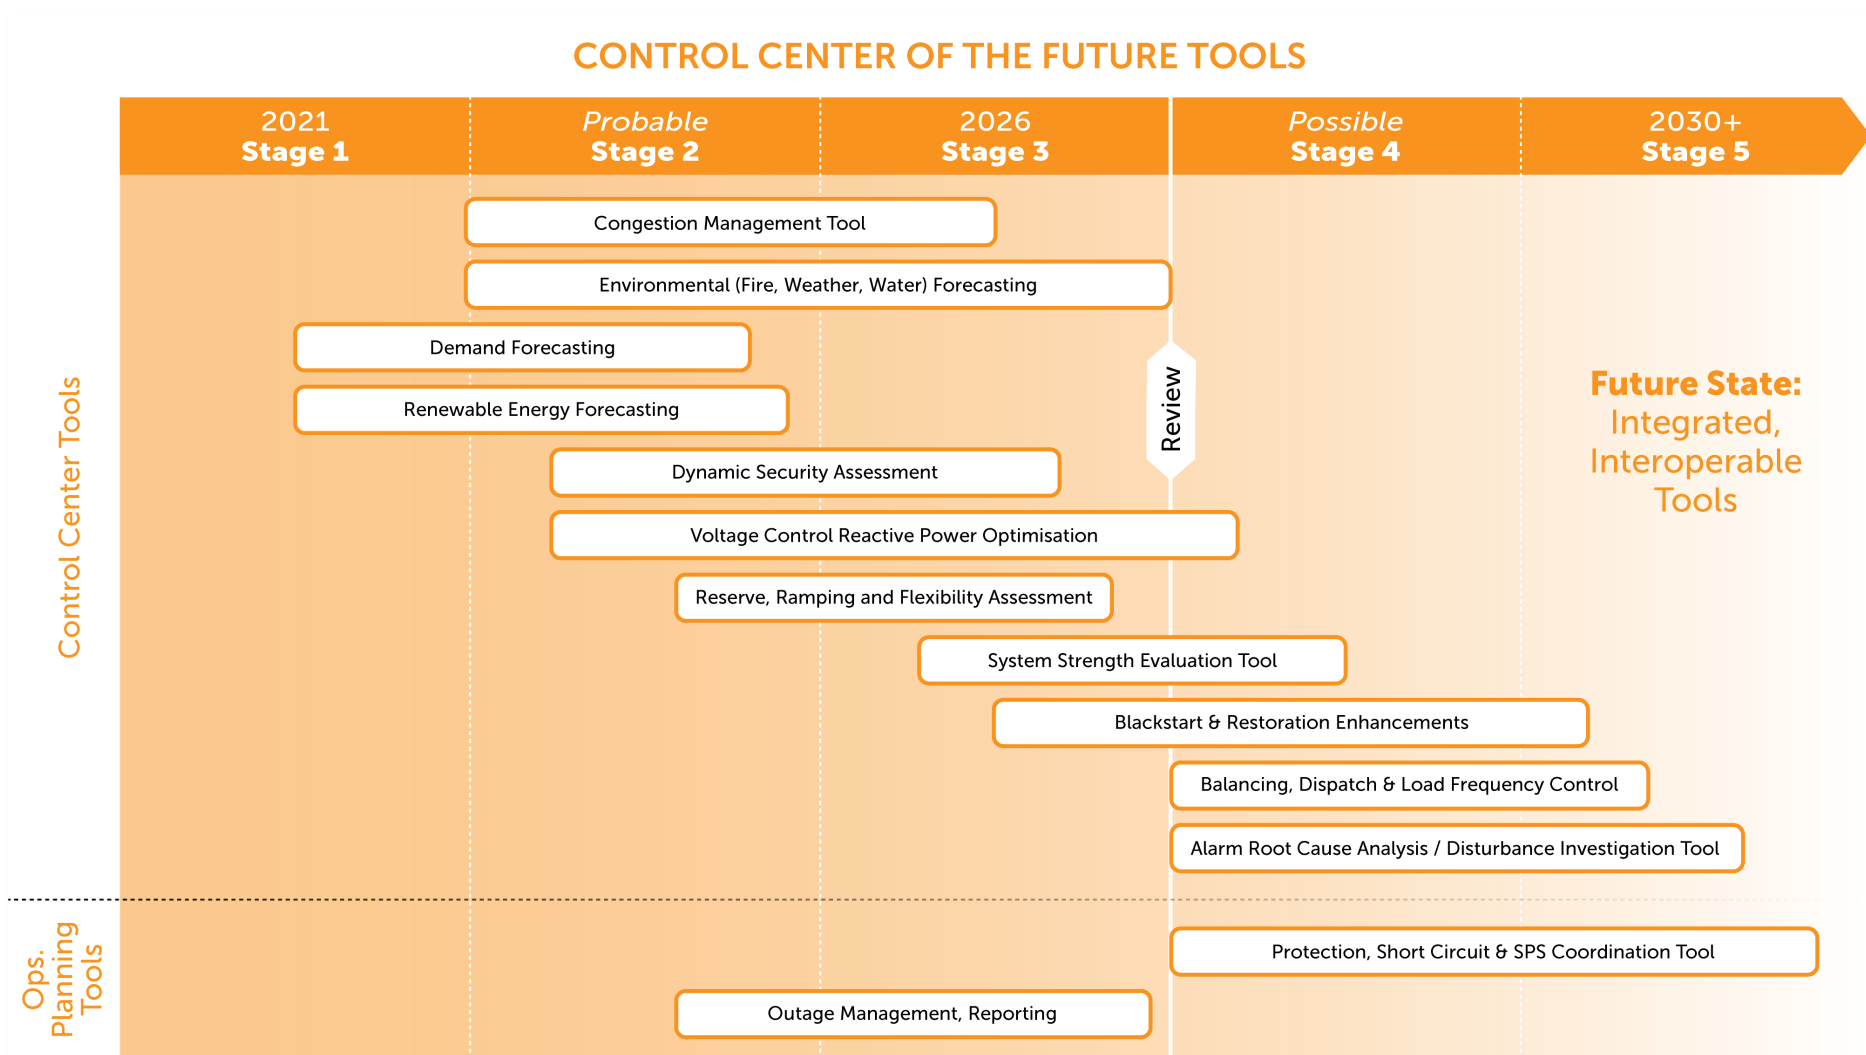 CONTROL CENTER OF THE FUTURE TOOLS
2021
Stage 1
Probable
Stage 2
2026
Stage 3
Possible
Stage 4
2030+
Stage 5
Control Center Tools
Congestion Management Tool
Environmental (Fire, Weather, Water) Forecasting
Demand Forecasting
Renewable Energy Forecasting
Dynamic Security Assessment
Voltage Control Reactive Power Optimisation
Reserve, Ramping and Flexibility Assessment
System Strength Evaluation Tool
Blackstart & Restoration Enhancements
Balancing, Dispatch & Load Frequency Control
Alarm Root Cause Analysis / Disturbance Investigation Tool
Review
Future State:
Integrated,
Interoperable
Tools
Ops.
Planning
Tools
Protection, Short Circuit & SPS Coordination Tool
Outage Management, Reporting